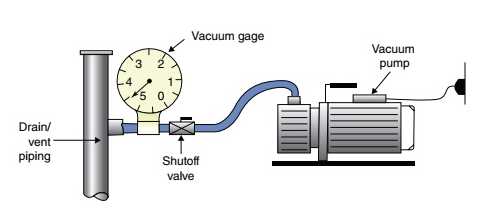 Vacuum gage
Vacuum
pump
3 2
4 1
5 0
Drain/
vent
piping
Shutoff
valve